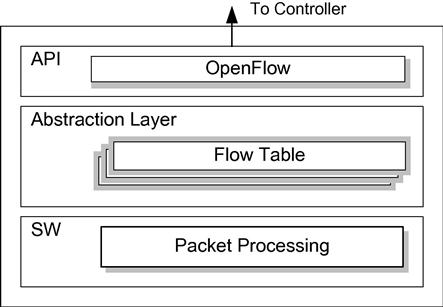 To Controller
API
OpenFlow
Abstraction Layer
Flow Table
SW
Packet Processing